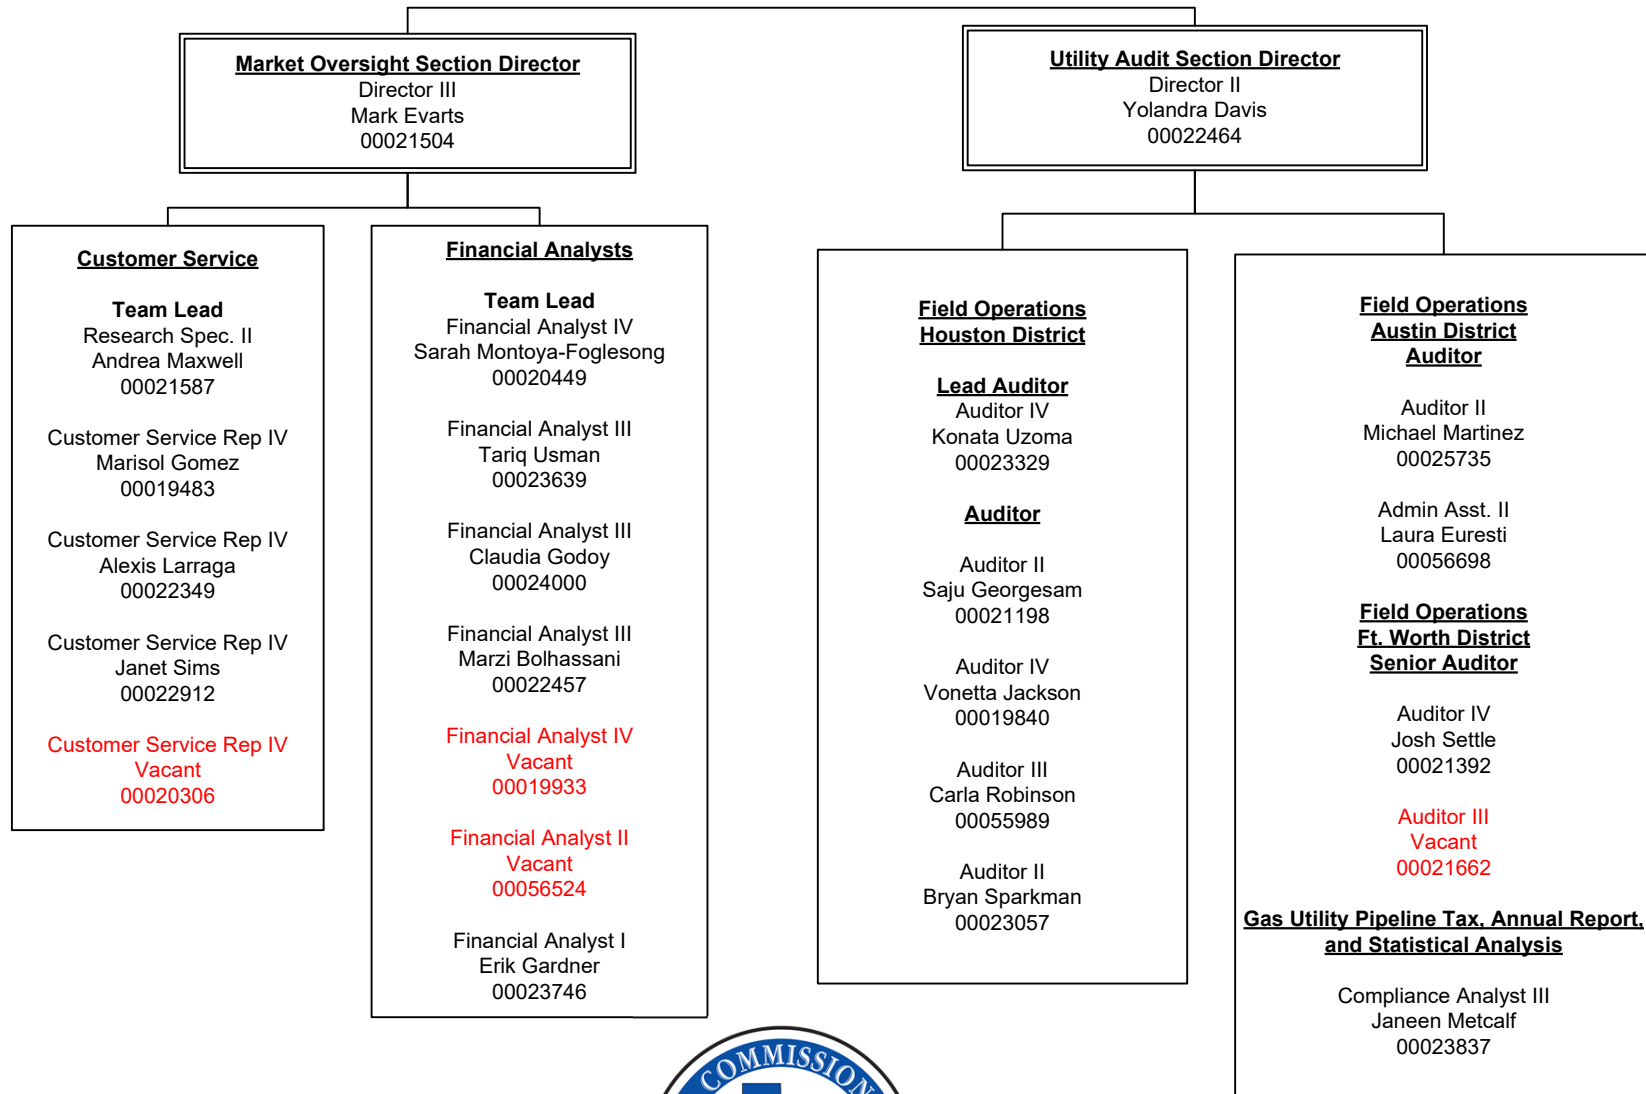 Market Oversight Section Director
Director III
Mark Evarts
00021504
Utility Audit Section Director
Director II
Yolandra Davis
00022464
Customer Service
Team Lead
Research Spec. II
Andrea Maxwell
00021587
Customer Service Rep IV
Marisol Gomez
00019483
Customer Service Rep IV
Alexis Larraga
00022349
Customer Service Rep IV
Janet Sims
00022912
Customer Service Rep IV
Vacant
00020306
Financial Analysts
Team Lead
Financial Analyst IV
Sarah Montoya-Foglesong
00020449
Financial Analyst III
Tariq Usman
00023639
Financial Analyst III
Claudia Godoy
00024000
Financial Analyst III
Marzi Bolhassani
00022457
Financial Analyst IV
Vacant
00019933
Financial Analyst II
Vacant
00056524
Financial Analyst I
Erik Gardner
00023746
Field Operations
Houston District
Lead Auditor
Auditor IV
Konata Uzoma
00023329
Auditor
Auditor II
Saju Georgesam
00021198
Auditor IV
Vonetta Jackson
00019840
Auditor III
Carla Robinson
00055989
Auditor II
Bryan Sparkman
00023057
Field Operations
Austin District
Auditor
Auditor II
Michael Martinez
00025735
Admin Asst. II
Laura Euresti
00056698
Field Operations
Ft. Worth District
Senior Auditor
Auditor IV
Josh Settle
00021392
Auditor III
Vacant
00021662
Gas Utility Pipeline Tax, Annual Report,
and Statistical Analysis
Compliance Analyst III
Janeen Metcalf
00023837
COMMISSION